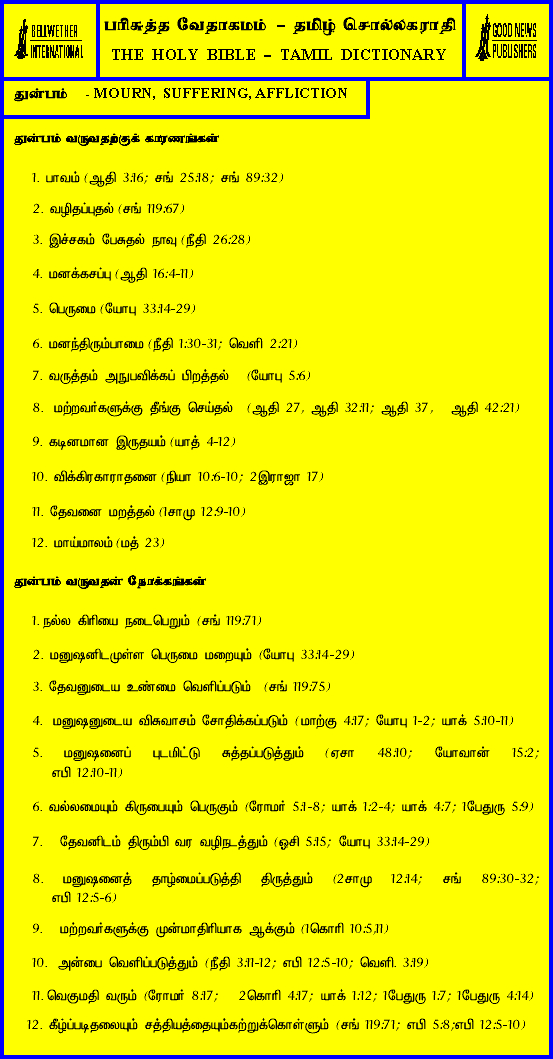 BELLWETHER
INTERNATIONAL
பரிசுத்த வேதாகமம் – தமிழ் சொல்லகராதி
THE HOLY BIBLE – TAMIL DICTIONARY
GOOD NEWS
PUBLISHERS
துன்பம் - MOURN, SUFFERING, AFFLICTION
துன்பம் வருவதற்குக் காரணங்கள்
1. பாவம் (ஆதி 3:16; சங் 25:18; சங் 89:32)
2. வழிதப்புதல் (சங் 119:67)
3. இச்சகம் பேசுதல் நாவு (நீதி 26:28)
4. மனக்கசப்பு (ஆதி 16:4-11)
5. பெருமை (யோபு 33:14-29)
6. மனந்திரும்பாமை (நீதி 1:30-31; வெளி 2:21)
7. வருத்தம் அநுபவிக்கப் பிறத்தல் (யோபு 5:6)
8. மற்றவர்களுக்கு தீங்கு செய்தல் (ஆதி 27, ஆதி 32:11; ஆதி 37, ஆதி 42:21)
9. கடினமான இருதயம் (யாத் 4-12)
10. விக்கிரகாராதனை (நியா 10:6-10; 2இராஜா 17)
11. தேவனை மறத்தல் (1சாமு 12:9-10)
12. மாய்மாலம் (மத் 23)
துன்பம் வருவதன் நோக்கங்கள்
1. நல்ல கிரியை நடைபெறும் (சங் 119:71)
2. மனுஷனிடமுள்ள பெருமை மறையும் (யோபு 33:14-29)
3. தேவனுடைய உண்மை வெளிப்படும் (சங் 119:75)
4. மனுஷனுடைய விசுவாசம் சோதிக்கப்படும் (மாற்கு 4:17; யோபு 1-2; யாக் 5:10-11)
5. மனுஷனைப் புடமிட்டு சுத்தப்படுத்தும் (ஏசா 48:10; யோவான் 15:2;
எபி 12:10-11)
6. வல்லமையும் கிருபையும் பெருகும் (ரோமர் 5:1-8; யாக் 1:2-4; யாக் 4:7; 1பேதுரு 5:9)
7. தேவனிடம் திரும்பி வர வழிநடத்தும் (ஓசி 5:15; யோபு 33:14-29)
8. மனுஷனைத் தாழ்மைப்படுத்தி திருத்தும் (2சாமு 12:14; சங் 89:30-32;
எபி 12:5-6)
9. மற்றவர்களுக்கு முன்மாதிரியாக ஆக்கும் (1கொரி 10:5,11)
10. அன்பை வெளிப்படுத்தும் (நீதி 3:11-12; எபி 12:5-10; வெளி. 3:19)
11. வெகுமதி வரும் (ரோமர் 8:17; 2கொரி 4:17; யாக் 1:12; 1பேதுரு 1:7; 1பேதுரு 4:14)
12. கீழ்ப்படிதலையும் சத்தியத்தையும்கற்றுக்கொள்ளும் (சங் 119:71; எபி 5:8;எபி 12:5-10)